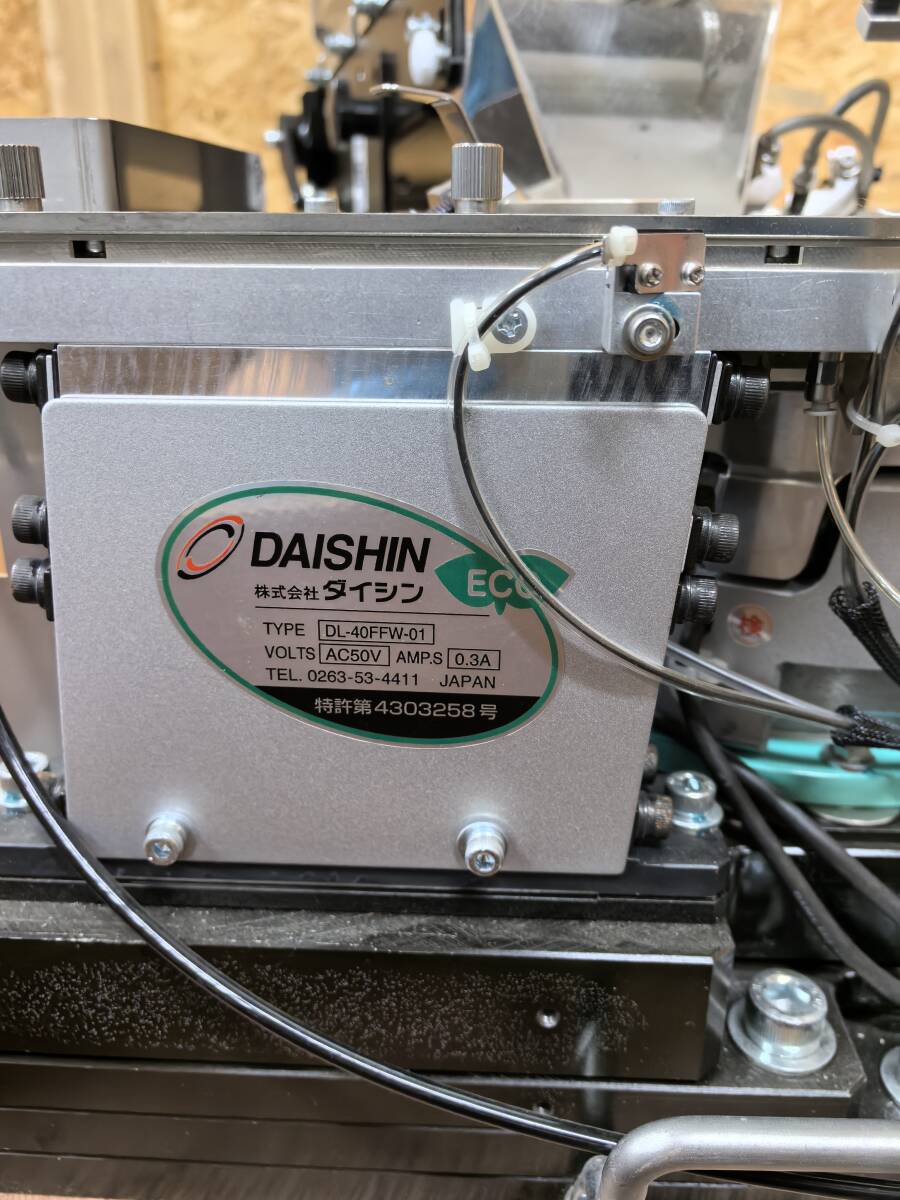 DAISHIN
ECO
株式会社 ダイシン
TYPE DL-40FFW-01
VOLTS AC50V AMP.S 0.3A
TEL. 0263-53-4411 JAPAN
特許第4303258号